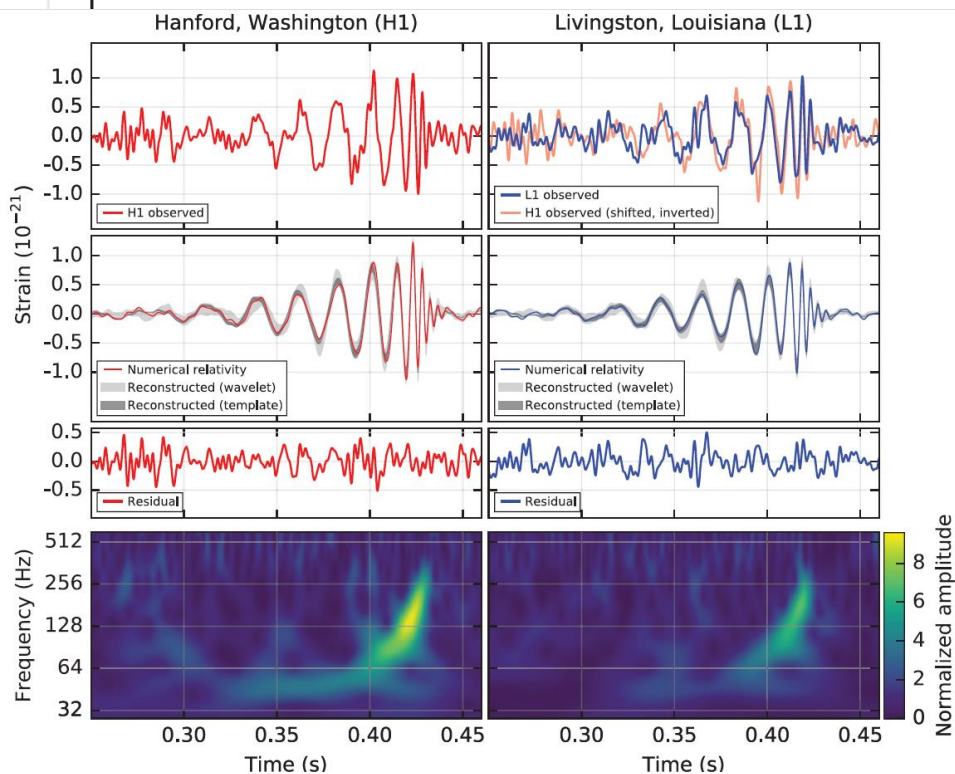 Hanford, Washington (H1)
Livingston, Louisiana (L1)
Strain (10⁻²¹)
1.0
0.5
0.0
-0.5
-1.0
H1 observed
L1 observed
H1 observed (shifted, inverted)
1.0
0.5
0.0
-0.5
-1.0
Numerical relativity
Reconstructed (wavelet)
Reconstructed (template)
Numerical relativity
Reconstructed (wavelet)
Reconstructed (template)
0.5
0.0
-0.5
Residual
Residual
Frequency (Hz)
512
256
128
64
32
0.30
0.35
0.40
0.45
Time (s)
0.30
0.35
0.40
0.45
Time (s)
8
6
4
2
0
Normalized amplitude